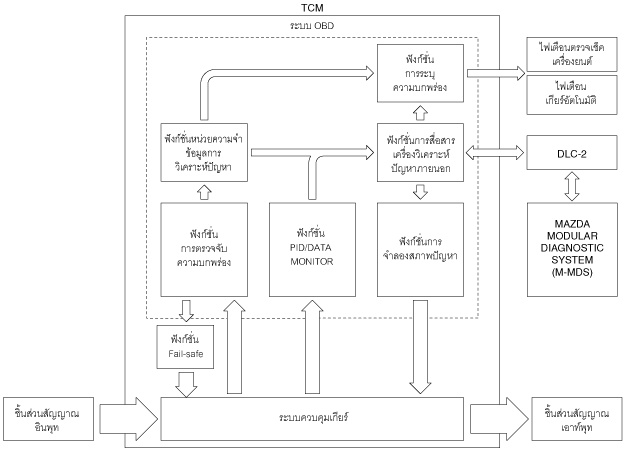 TCM
ระบบ OBD
ฟังก์ชั่น
การระบุ
ความบกพร่อง
ไฟเตือนตรวจเช็ค
เครื่องยนต์
ไฟเตือน
เกียร์อัตโนมัติ
ฟังก์ชั่นหน่วยความจำ
ข้อมูลการ
วิเคราะห์ปัญหา
ฟังก์ชั่นการสื่อสาร
เครื่องวิเคราะห์
ปัญหาภายนอก
DLC-2
ฟังก์ชั่น
การตรวจจับ
ความบกพร่อง
ฟังก์ชั่น
PID/DATA
MONITOR
ฟังก์ชั่นการ
จำลองสภาพปัญหา
MAZDA
MODULAR
DIAGNOSTIC
SYSTEM
(M-MDS)
ฟังก์ชั่น
Fail-safe
ชิ้นส่วนสัญญาณ
อินพุท
ระบบควบคุมเกียร์
ชิ้นส่วนสัญญาณ
เอาท์พุท